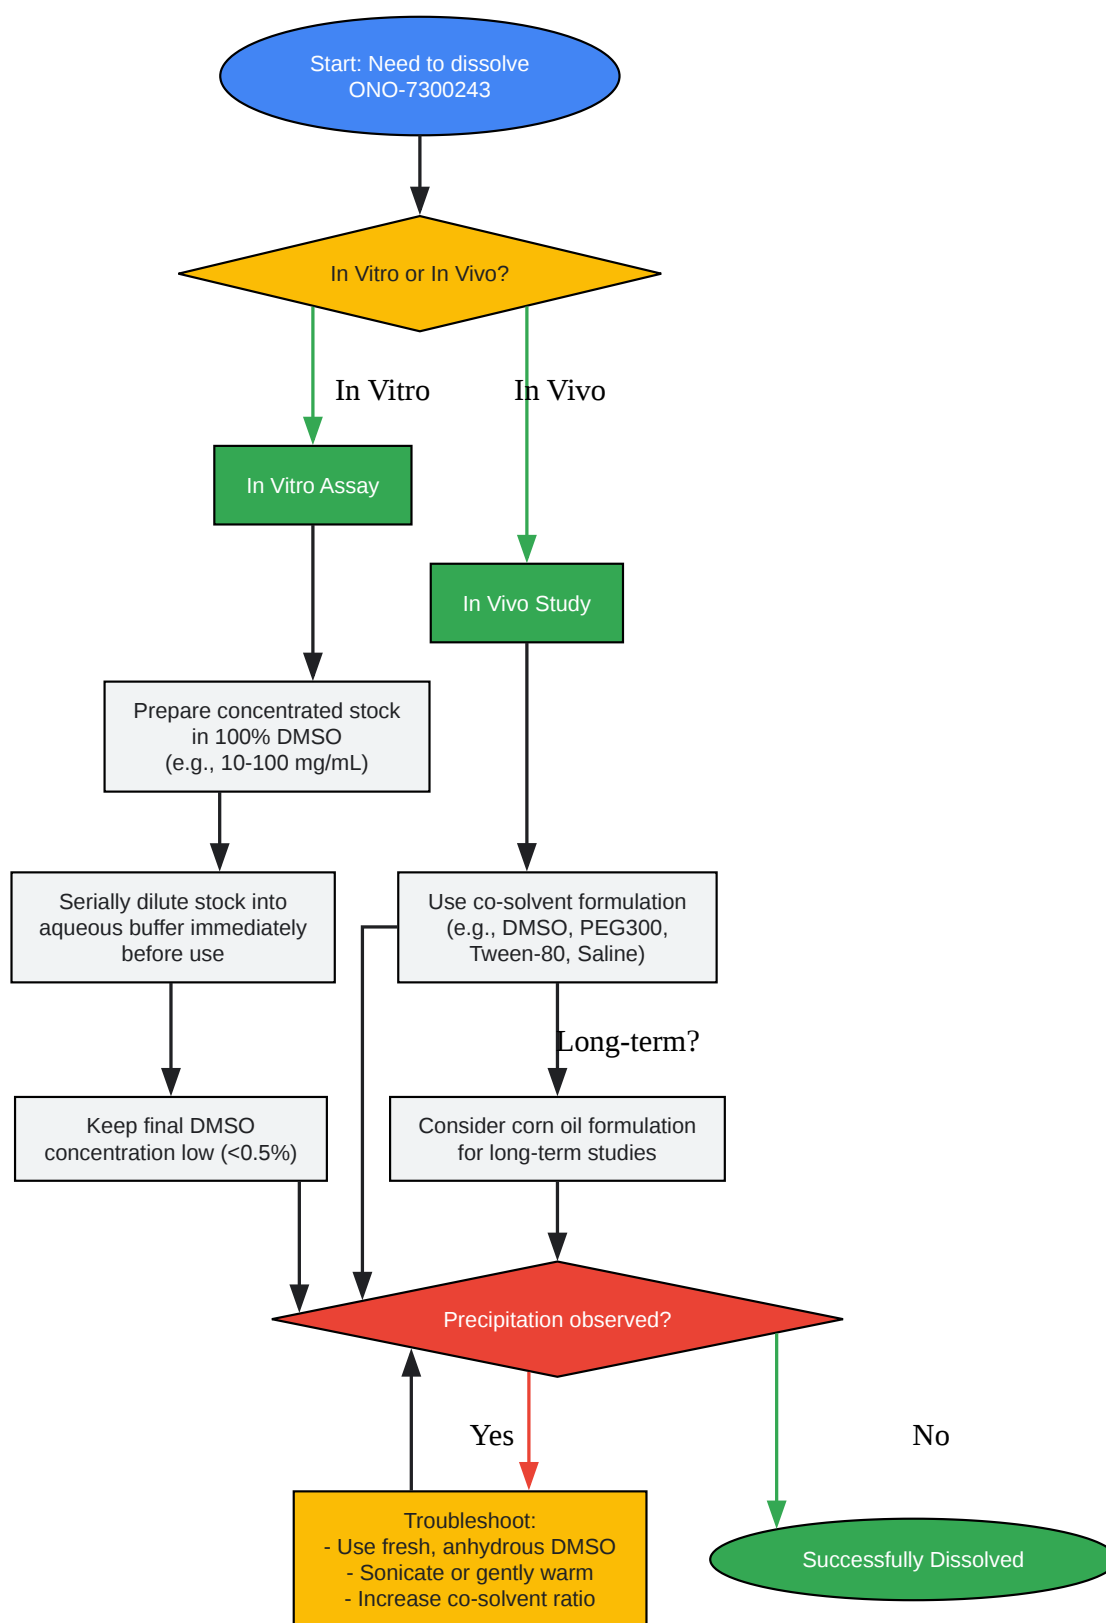 Start: Need to dissolve
ONO-7300243
In Vitro or In Vivo?
In Vitro
In Vivo
In Vitro Assay
In Vivo Study
Prepare concentrated stock
in 100% DMSO
(e.g., 10-100 mg/mL)
Serially dilute stock into
aqueous buffer immediately
before use
Use co-solvent formulation
(e.g., DMSO, PEG300,
Tween-80, Saline)
Long-term?
Keep final DMSO
concentration low (<0.5%)
Consider corn oil formulation
for long-term studies
Precipitation observed?
Yes
No
Troubleshoot:
- Use fresh, anhydrous DMSO
- Sonicate or gently warm
- Increase co-solvent ratio
Successfully Dissolved